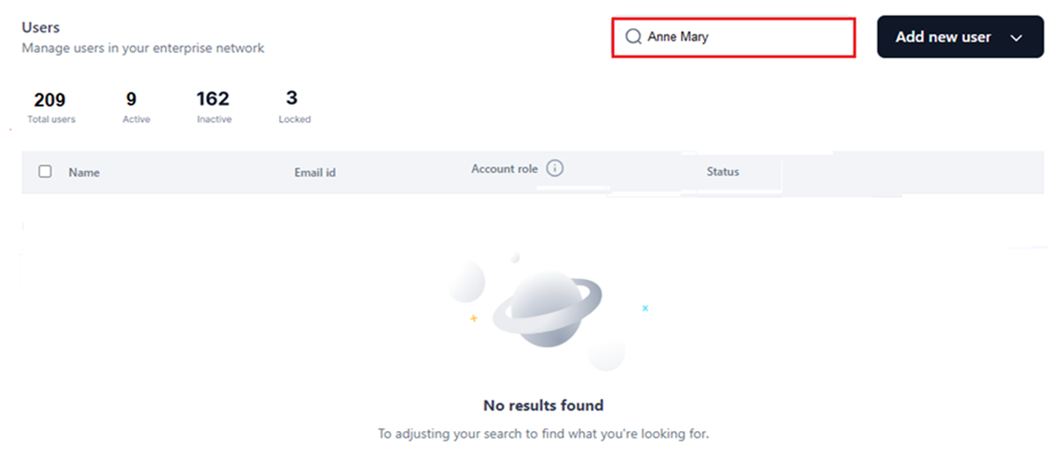 Users
Manage users in your enterprise network
Anne Mary
Add new user
209 9 162 3
Total users Active Inactive Locked
Name Email id Account role Status
No results found
To adjusting your search to find what you're looking for.